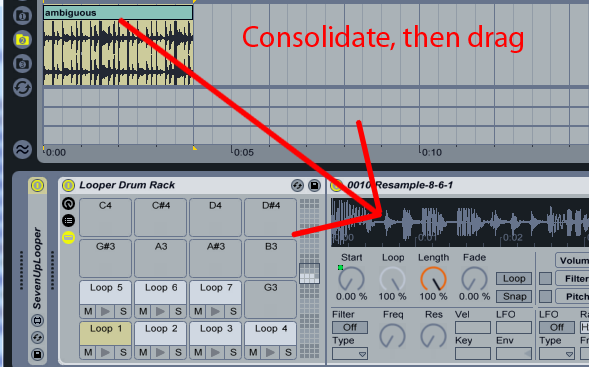 ambiguous
Consolidate, then drag
0:00 0:05 0:10
Looper Drum Rack
0010 Resample-8-6-1
C4 C#4 D4 D#4
0:00 0:01 0:02
G#3 A3 A#3 B3
Start Loop Length Fade
Volum
Loop
Filter
0.00 % 100 % 100 % 0.00 %
Snap
Pitch
Loop 5 Loop 6 Loop 7 G3
M S M S M S
Filter Freq Res Vel LFO LFO
Off Off H
Type Key Env Type
Loop 1 Loop 2 Loop 3 Loop 4
M S M S M S M S
SevenUpLooper